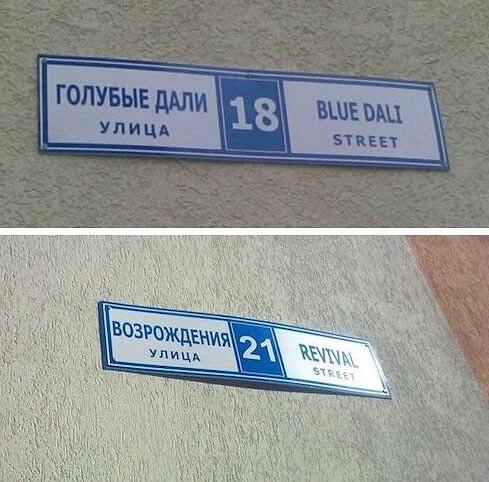 ГОЛУБЫЕ ДАЛИ
УЛИЦА
18
BLUE DALI
STREET
ВОЗРОЖДЕНИЯ
УЛИЦА
21
REVIVAL
STREET